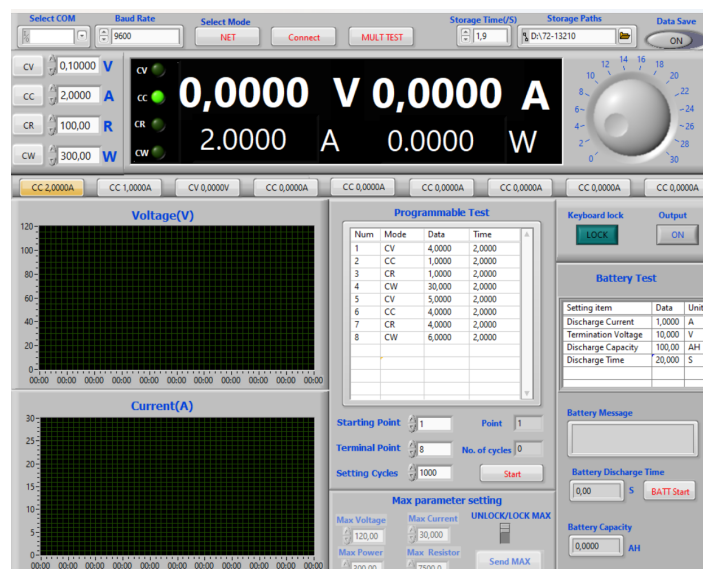 Select COM Baud Rate Select Mode Storage Time(/S) Storage Paths Data Save
9600 NET Connect MULT TEST 1,9 D:\72-13210 ON
CV 0,10000 V
CC 2,0000 A
CR 100,00 R
CW 300,00 W
CV
CC 0,0000 V 0,0000 A
CR
CW 2.0000 A 0.0000 W
0 2 4 6 8 10 12 14 16 18 20 22 24 26 28 30
CC 2,0000A CC 1,0000A CV 0,0000V CC 0,0000A CC 0,0000A CC 0,0000A CC 0,0000A CC 0,0000A CC 0,0000A
Voltage(V)
120
100
80
60
40
20
0
00:00 00:00 00:00 00:00 00:00 00:00 00:00 00:00 00:00 00:00
Current(A)
30
25
20
15
10
5
0
00:00 00:00 00:00 00:00 00:00 00:00 00:00 00:00 00:00 00:00
Programmable Test
Num Mode Data Time
1 CV 4,0000 2,0000
2 CC 1,0000 2,0000
3 CR 1,0000 2,0000
4 CW 30,000 2,0000
5 CV 5,0000 2,0000
6 CC 4,0000 2,0000
7 CR 4,0000 2,0000
8 CW 6,0000 2,0000
Starting Point 1 Point 1
Terminal Point 8 No. of cycles 0
Setting Cycles 1000 Start
Max parameter setting
Max Voltage Max Current UNLOCK/LOCK MAX
120,00 30,000
Max Power Max Resistor Send MAX
300,00 7500,0
Keyboard lock Output
LOCK ON
Battery Test
Setting item Data Unit
Discharge Current 1,0000 A
Termination Voltage 10,000 V
Discharge Capacity 100,00 AH
Discharge Time 20,000 S
Battery Message
Battery Discharge Time
0,00 S BATT Start
Battery Capacity
0,0000 AH